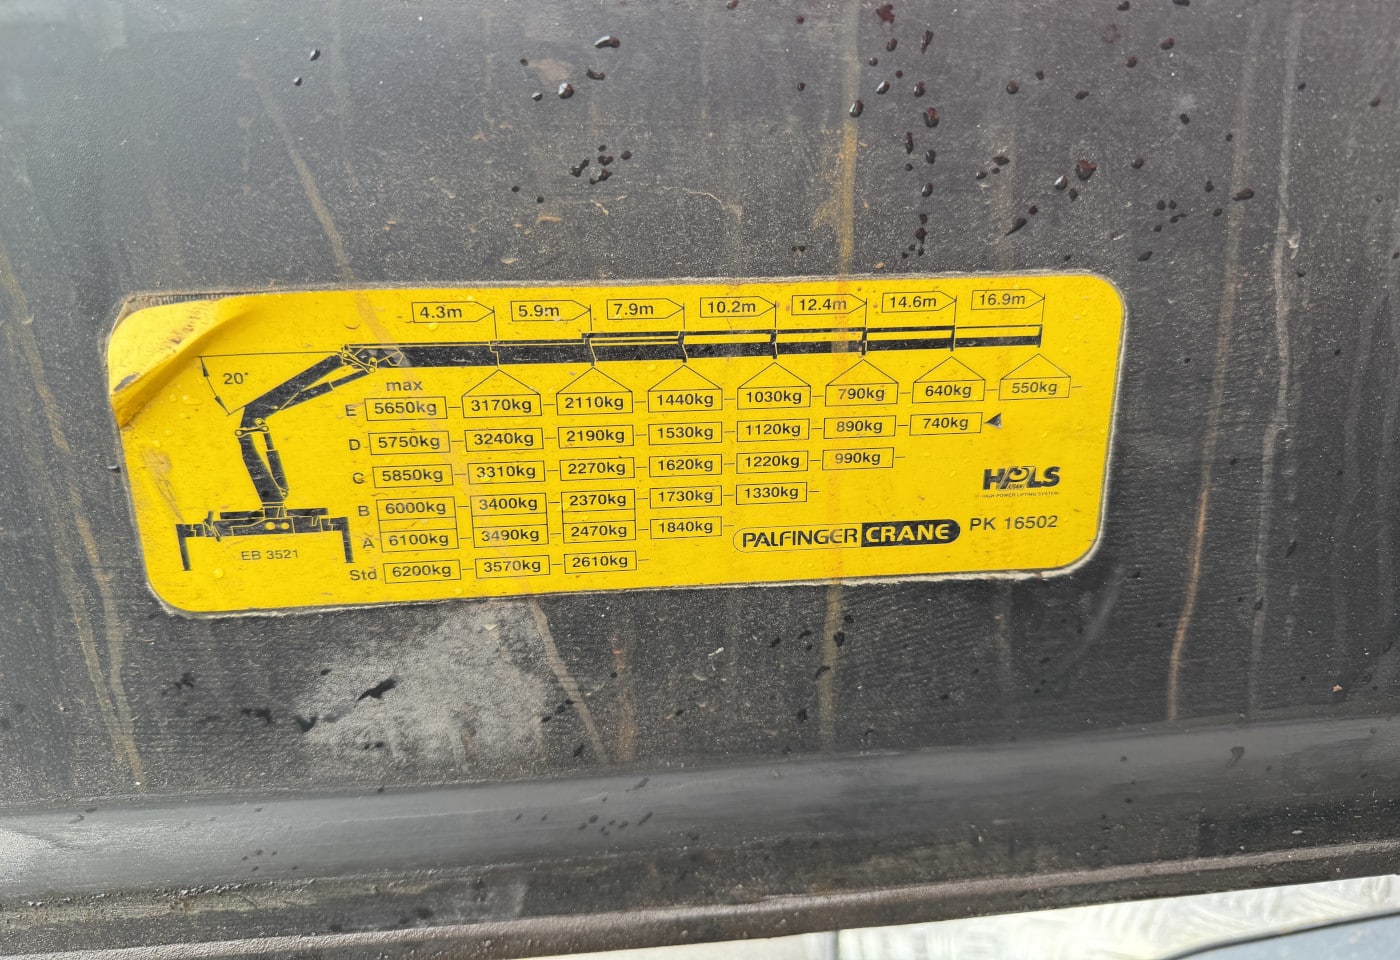 4.3m 5.9m 7.9m 10.2m 12.4m 14.6m 16.9m
20°
max
E 5650kg 3170kg 2110kg 1440kg 1030kg 790kg 640kg 550kg
D 5750kg 3240kg 2190kg 1530kg 1120kg 890kg 740kg
C 5850kg 3310kg 2270kg 1620kg 1220kg 990kg
B 6000kg 3400kg 2370kg 1730kg 1330kg
A 6100kg 3490kg 2470kg 1840kg
Std 6200kg 3570kg 2610kg
EB 3521
HPLS
HIGH POWER LIFTING SYSTEM
PALFINGER CRANE PK 16502